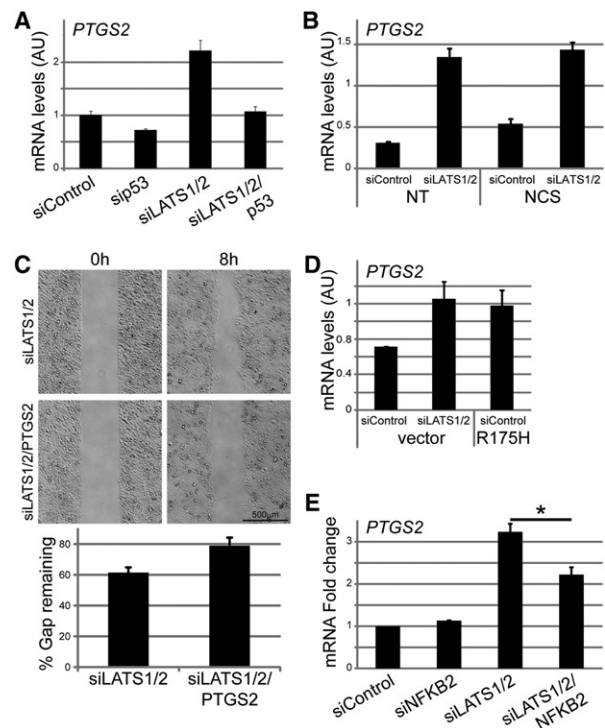 A
PTGS2
mRNA levels (AU)
2
1
0
siControl
sip53
siLATS1/2
siLATS1/2/
p53
B
PTGS2
mRNA levels (AU)
1.5
1
0.5
0
siControl
siLATS1/2
siControl
siLATS1/2
NT
NCS
C
0h
8h
siLATS1/2
siLATS1/2/PTGS2
500µm
% Gap remaining
80
60
40
20
0
siLATS1/2
siLATS1/2/
PTGS2
D
PTGS2
mRNA levels (AU)
1
0.8
0.4
0
siControl
siLATS1/2
siControl
vector
R175H
E
PTGS2
*
mRNA Fold change
3
2
1
0
siControl
siNFKB2
siLATS1/2
siLATS1/2/
NFKB2